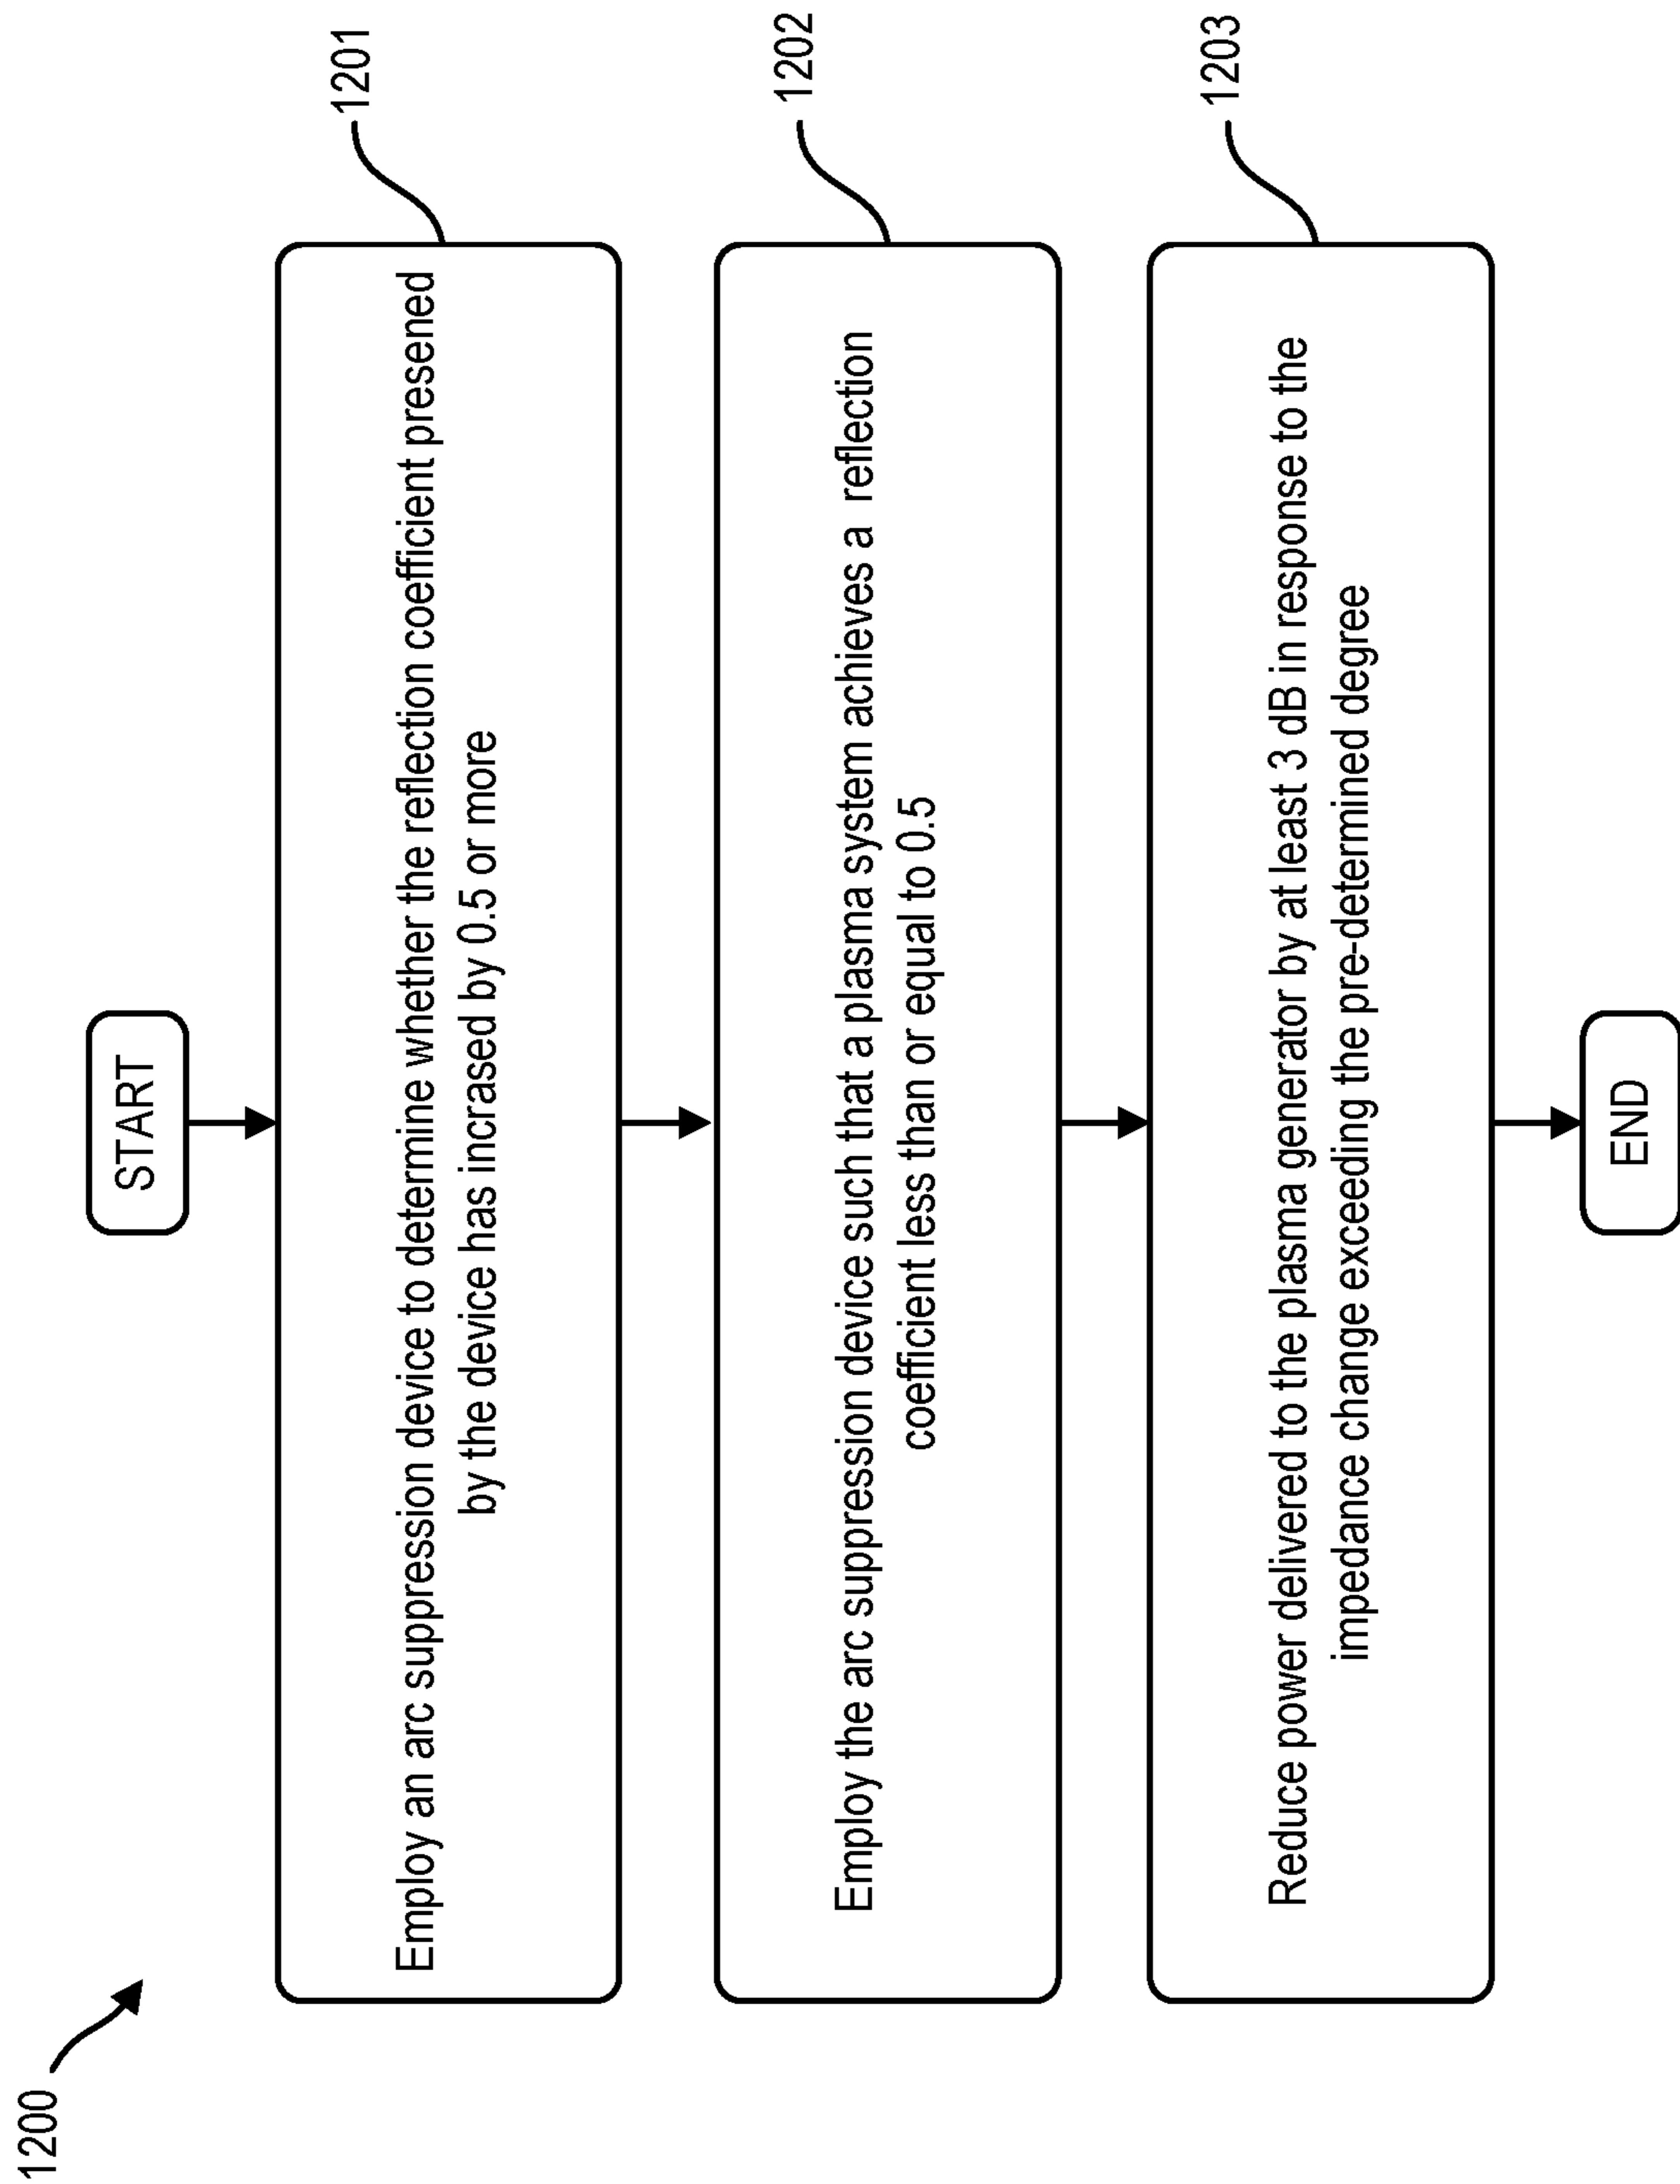 1200
START
Employ an arc suppression device to determine whether the reflection coefficient presened
by the device has incrased by 0.5 or more
1201
Employ the arc suppression device such that a plasma system achieves a reflection
coefficient less than or equal to 0.5
1202
Reduce power delivered to the plasma generator by at least 3 dB in response to the
impedance change exceeding the pre-determined degree
1203
END